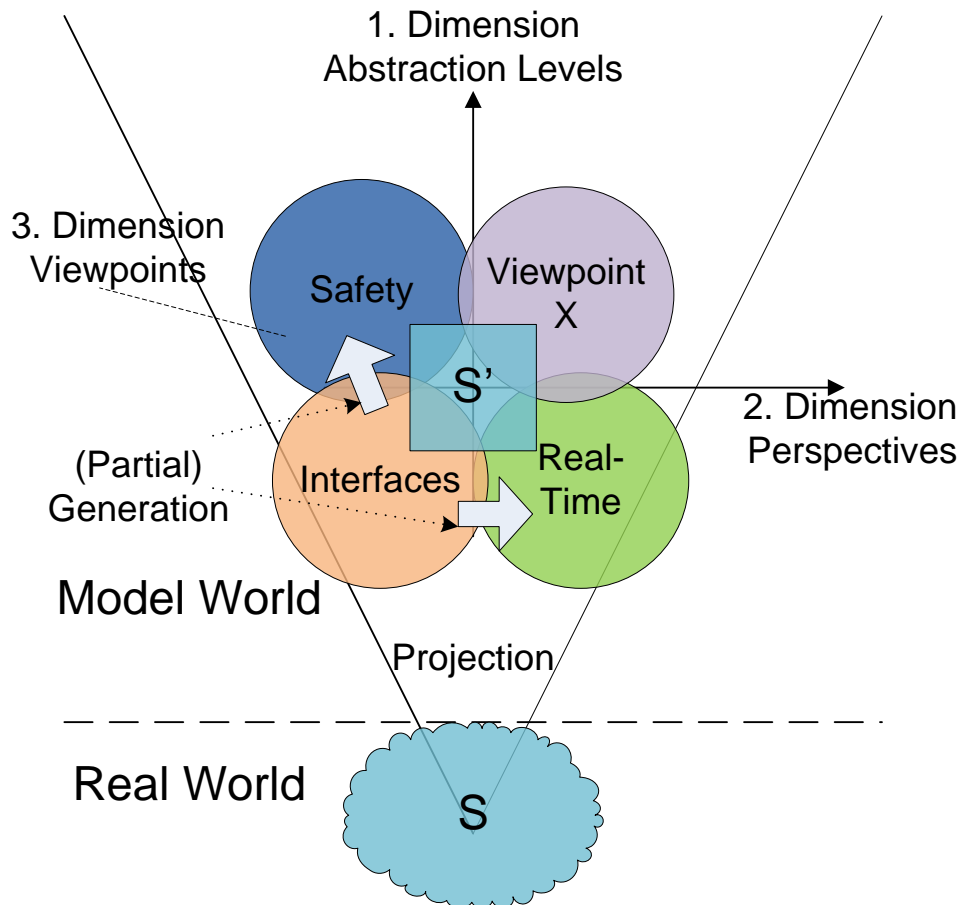 1. Dimension
Abstraction Levels
3. Dimension
Viewpoints
Safety
Viewpoint
X
S’
2. Dimension
Perspectives
(Partial)
Generation
Interfaces
Real-
Time
Model World
Projection
Real World
S